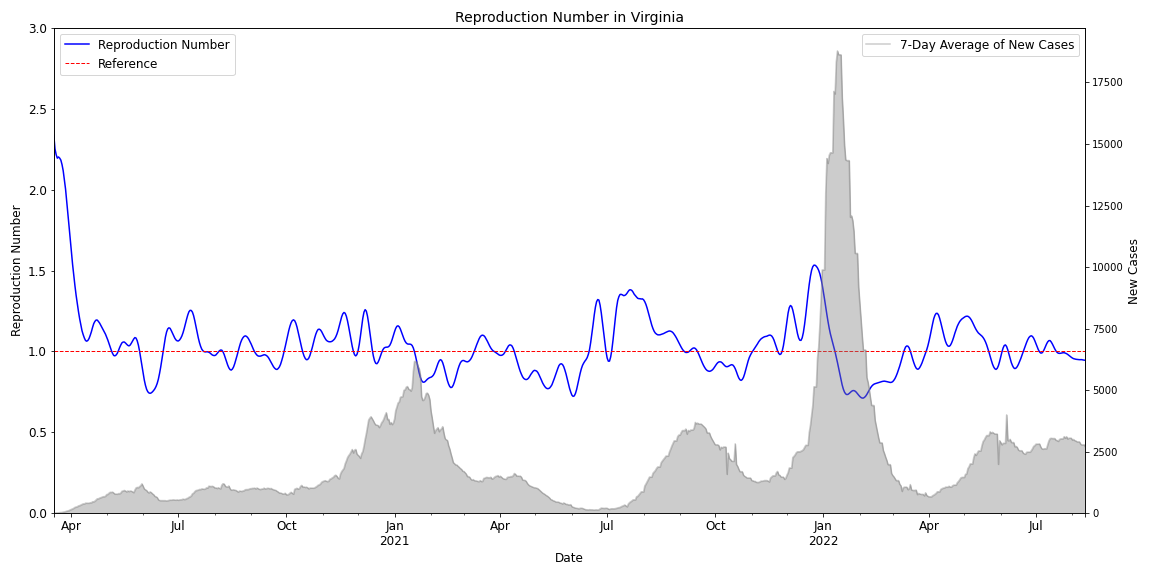 Reproduction Number in Virginia
Reproduction Number
Reference
7-Day Average of New Cases
3.0
2.5
2.0
1.5
1.0
0.5
0.0
Reproduction Number
17500
15000
12500
10000
7500
5000
2500
0
New Cases
Apr
Jul
Oct
Jan
2021
Apr
Jul
Oct
Jan
2022
Apr
Jul
Date